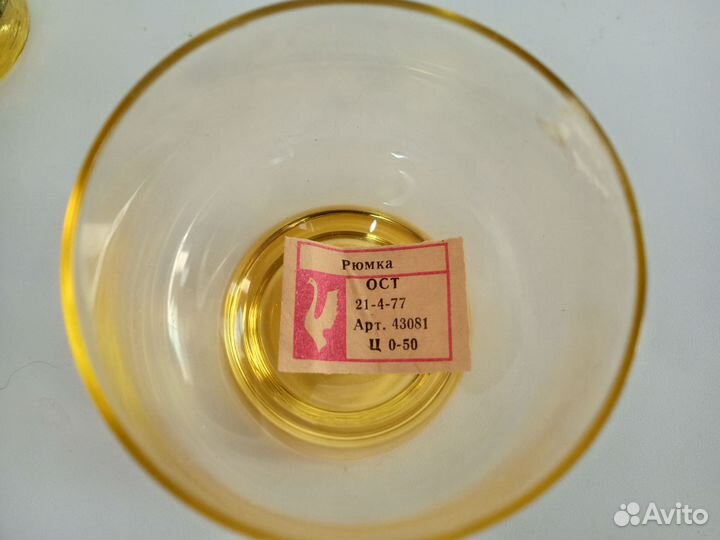 Рюмка
ОСТ
21-4-77
Арт. 43081
Ц 0-50
Avito